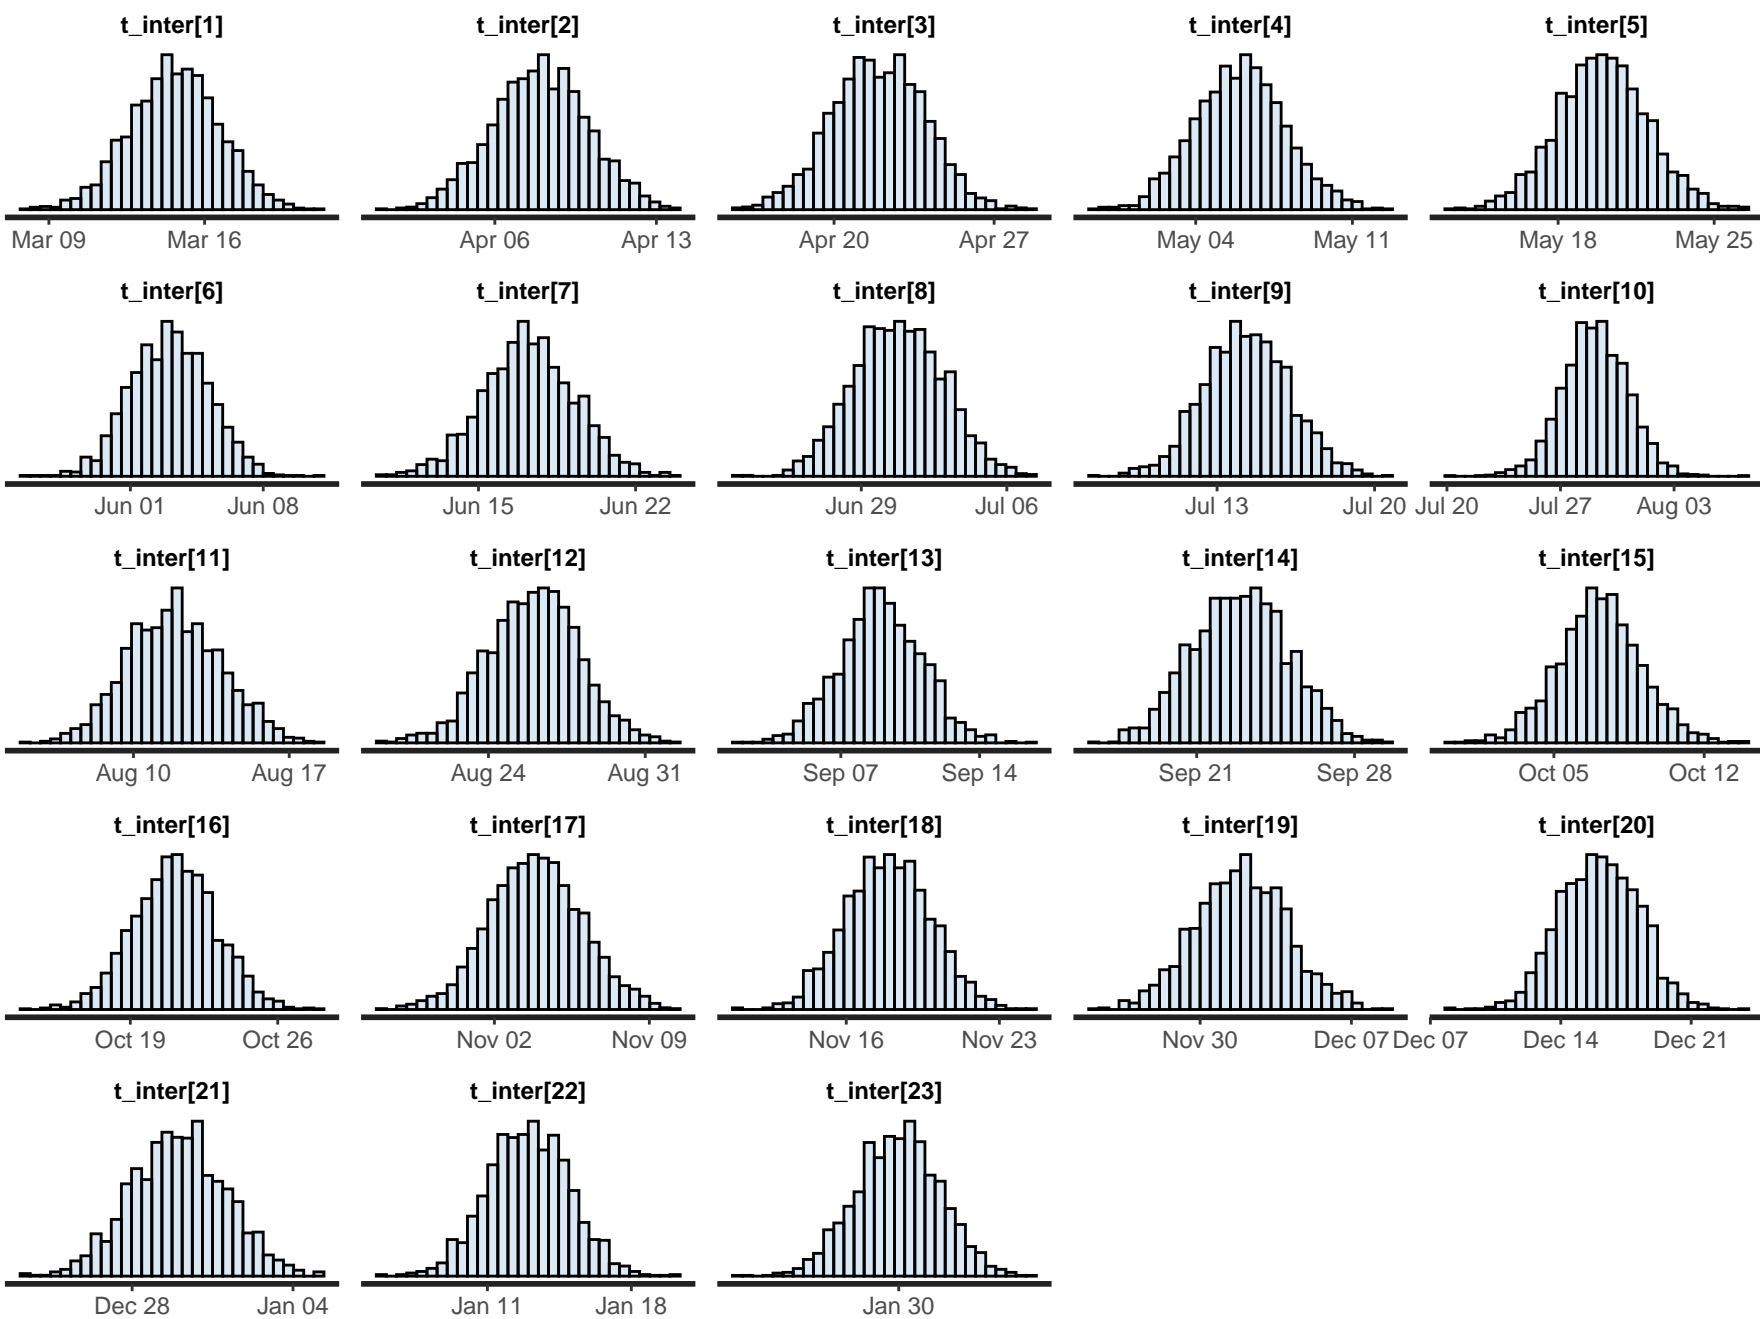 t_inter[1] t_inter[2] t_inter[3] t_inter[4] t_inter[5]
Mar 09 Mar 16 Apr 06 Apr 13 Apr 20 Apr 27 May 04 May 11 May 18 May 25
t_inter[6] t_inter[7] t_inter[8] t_inter[9] t_inter[10]
Jun 01 Jun 08 Jun 15 Jun 22 Jun 29 Jul 06 Jul 13 Jul 20 Jul 20 Jul 27 Aug 03
t_inter[11] t_inter[12] t_inter[13] t_inter[14] t_inter[15]
Aug 10 Aug 17 Aug 24 Aug 31 Sep 07 Sep 14 Sep 21 Sep 28 Oct 05 Oct 12
t_inter[16] t_inter[17] t_inter[18] t_inter[19] t_inter[20]
Oct 19 Oct 26 Nov 02 Nov 09 Nov 16 Nov 23 Nov 30 Dec 07 Dec 07 Dec 14 Dec 21
t_inter[21] t_inter[22] t_inter[23]
Dec 28 Jan 04 Jan 11 Jan 18 Jan 30